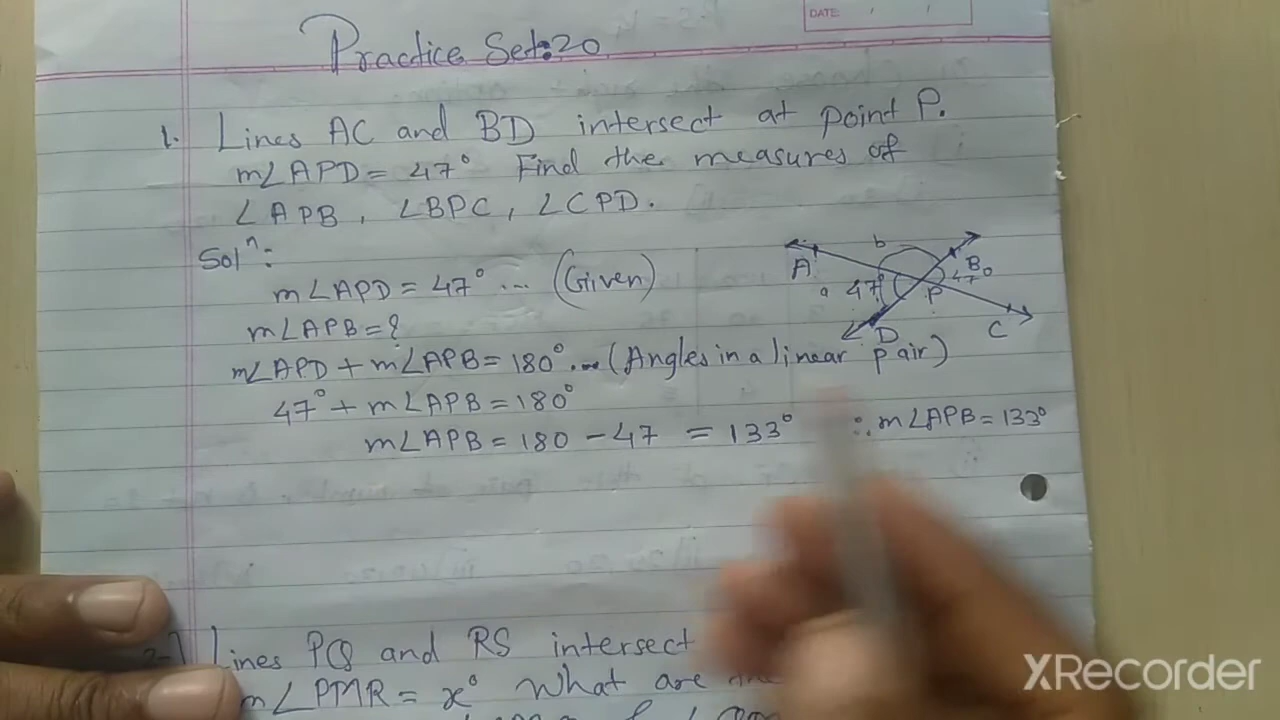 DATE: / /
Practice Set:20
1. Lines AC and BD intersect at point P.
m∠APD = 47° Find the measures of
∠APB, ∠BPC, ∠CPD.
Solⁿ:
m∠APD = 47° ... (Given)
m∠APB = ?
m∠APD + m∠APB = 180° ... (Angles in a linear pair)
47° + m∠APB = 180°
m∠APB = 180 - 47 = 133° ∴ m∠APB = 133°
b
A
B
a 47°
47°
P
D
C
Lines PQ and RS intersect
m∠PMR = x° What are
XRecorder